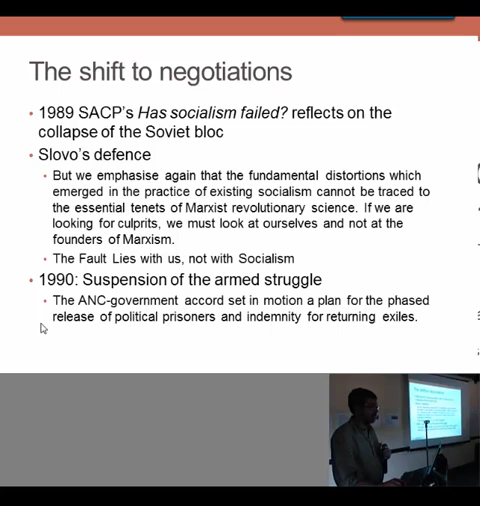 The shift to negotiations
• 1989 SACP's Has socialism failed? reflects on the
collapse of the Soviet bloc
• Slovo's defence
• But we emphasise again that the fundamental distortions which
emerged in the practice of existing socialism cannot be traced to
the essential tenets of Marxist revolutionary science. If we are
looking for culprits, we must look at ourselves and not at the
founders of Marxism.
• The Fault Lies with us, not with Socialism
• 1990: Suspension of the armed struggle
• The ANC-government accord set in motion a plan for the phased
release of political prisoners and indemnity for returning exiles.
The shift to negotiations